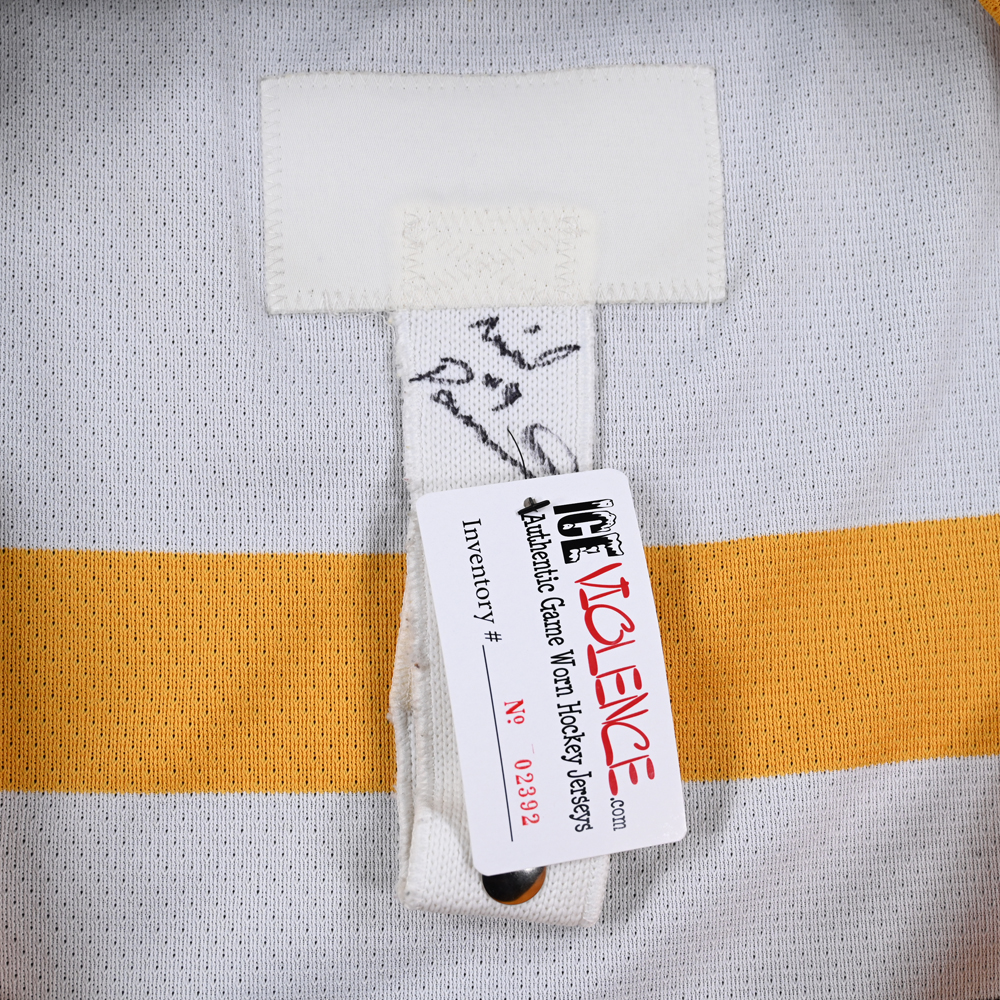 ICE VIOLENCE.com
Authentic Game Worn Hockey Jerseys
Inventory #
Nº 02392